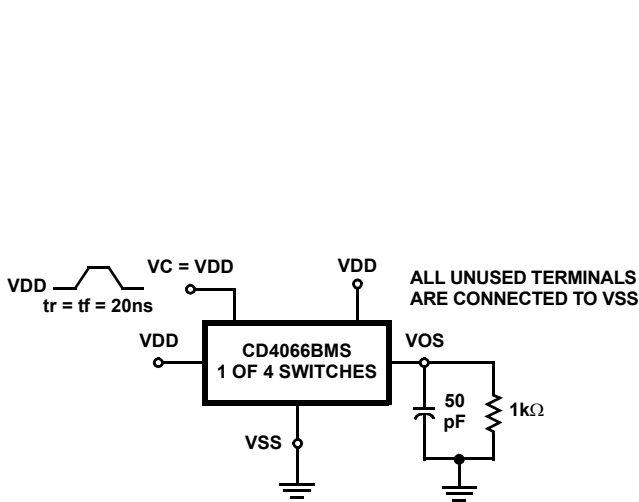 VDD
tr = tf = 20ns
VC = VDD
VDD
ALL UNUSED TERMINALS
ARE CONNECTED TO VSS
VDD
CD4066BMS
1 OF 4 SWITCHES
VOS
50
pF
1kΩ
VSS